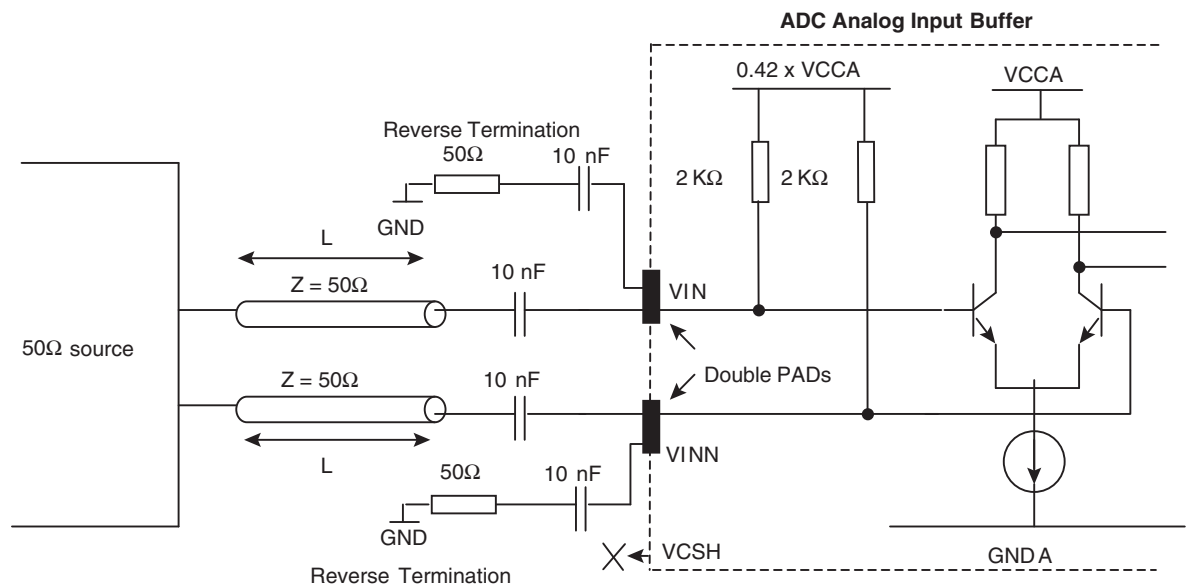 ADC Analog Input Buffer
0.42 x VCCA
VCCA
Reverse Termination
50Ω
10 nF
2 KΩ
2 KΩ
GND
L
Z = 50Ω
10 nF
VIN
50Ω source
Double PADs
Z = 50Ω
10 nF
L
VINN
50Ω
10 nF
GND
VCSH
GND A
Reverse Termination